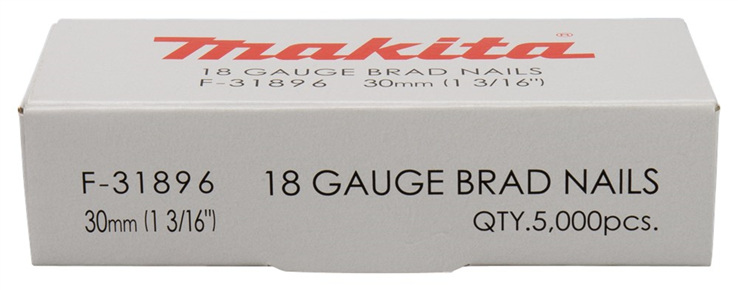 makita®
18 GAUGE BRAD NAILS
F-31896 30mm (1 3/16")
F-31896 18 GAUGE BRAD NAILS
30mm (1 3/16") QTY.5,000pcs.